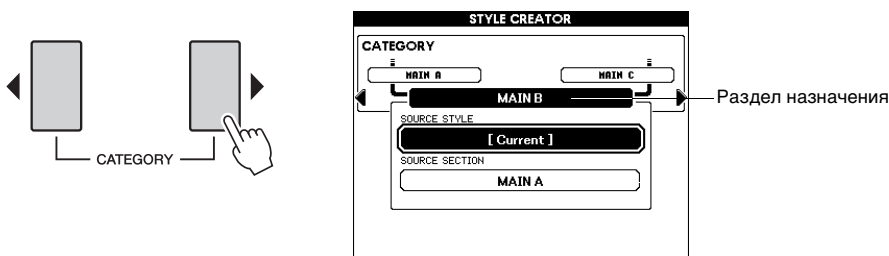 STYLE CREATOR
CATEGORY
MAIN A
MAIN C
MAIN B
Раздел назначения
SOURCE STYLE
[ Current ]
SOURCE SECTION
MAIN A
CATEGORY